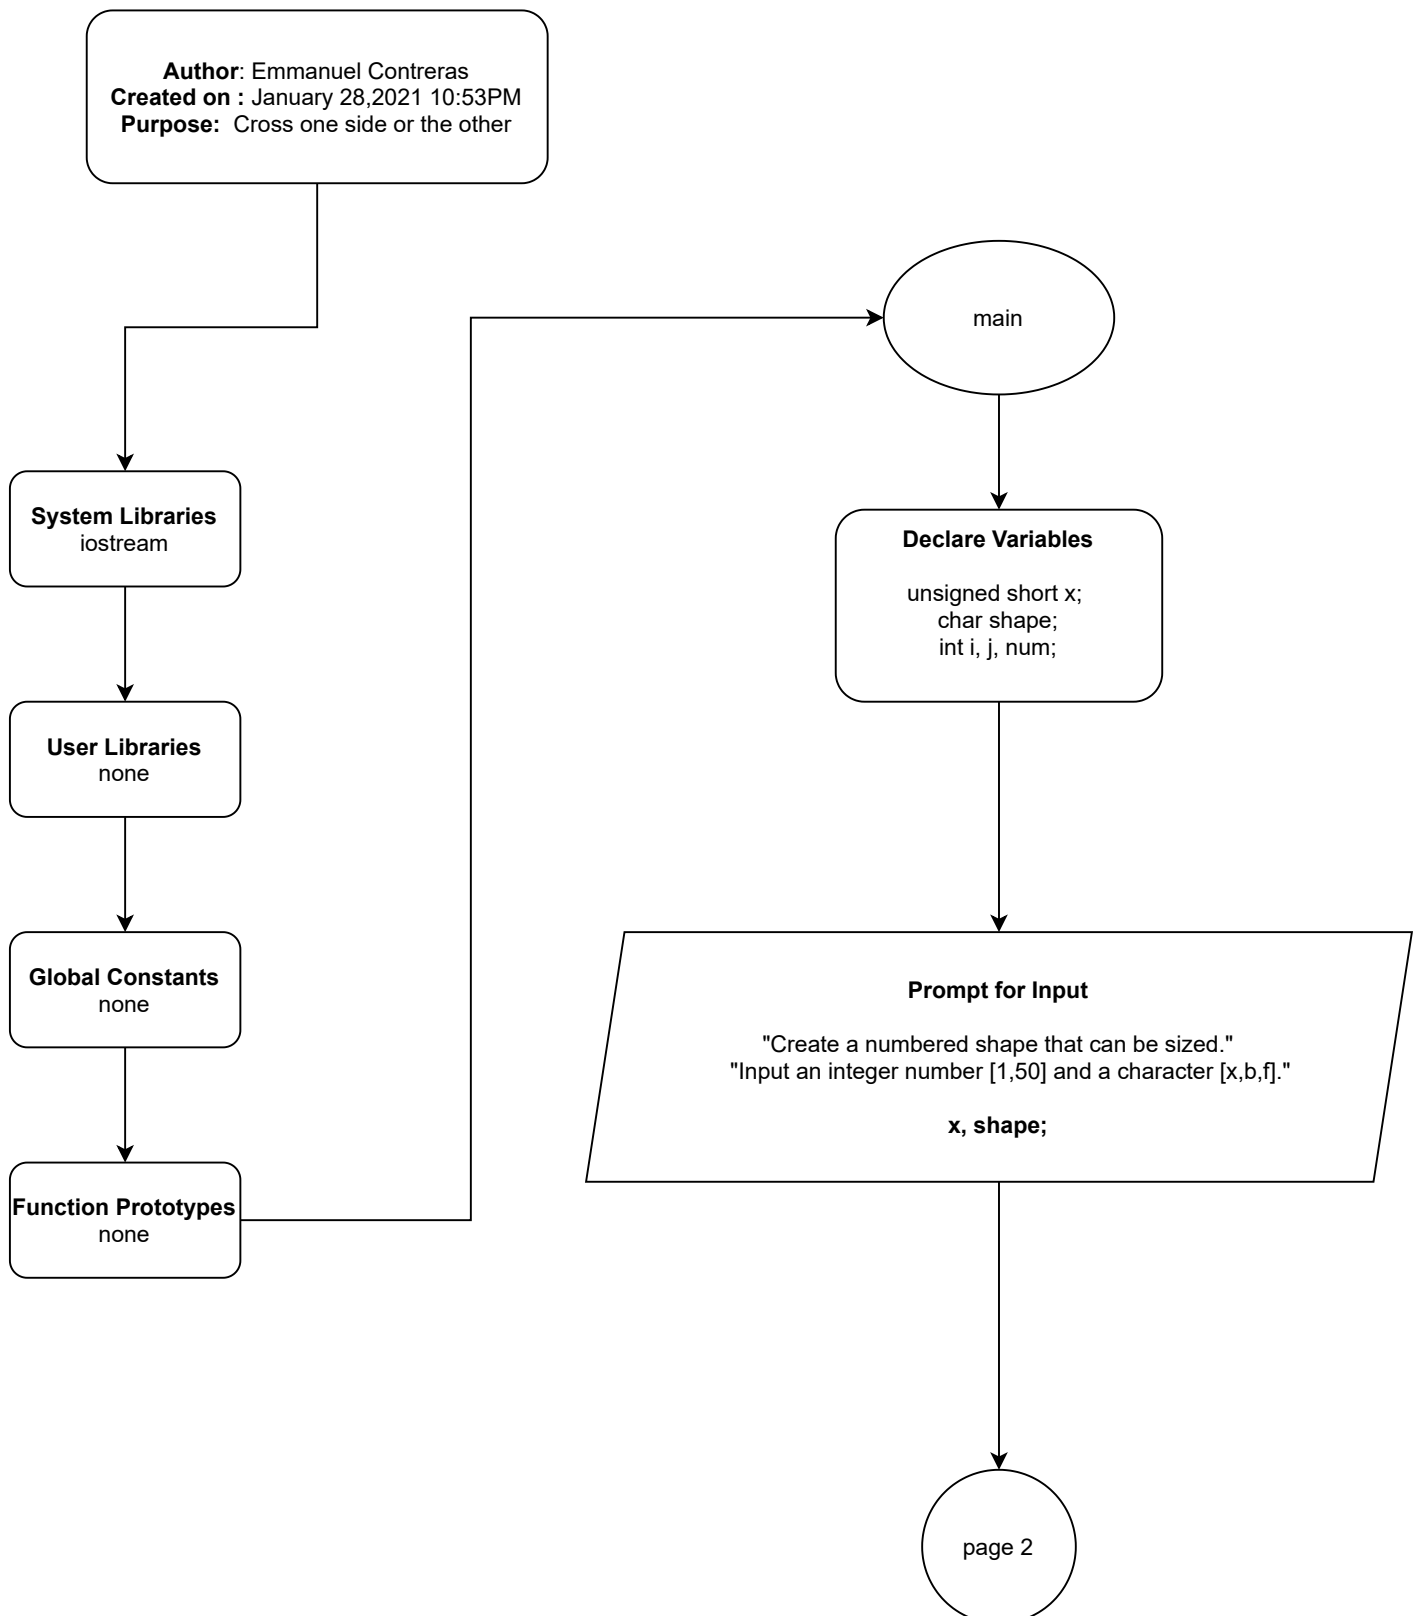 Author: Emmanuel Contreras
Created on : January 28,2021 10:53PM
Purpose:  Cross one side or the other
System Libraries
iostream
User Libraries
none
Global Constants
none
Function Prototypes
none
main
Declare Variables
unsigned short x;
char shape;
int i, j, num;
Prompt for Input
"Create a numbered shape that can be sized."
"Input an integer number [1,50] and a character [x,b,f]."
x, shape;
page 2